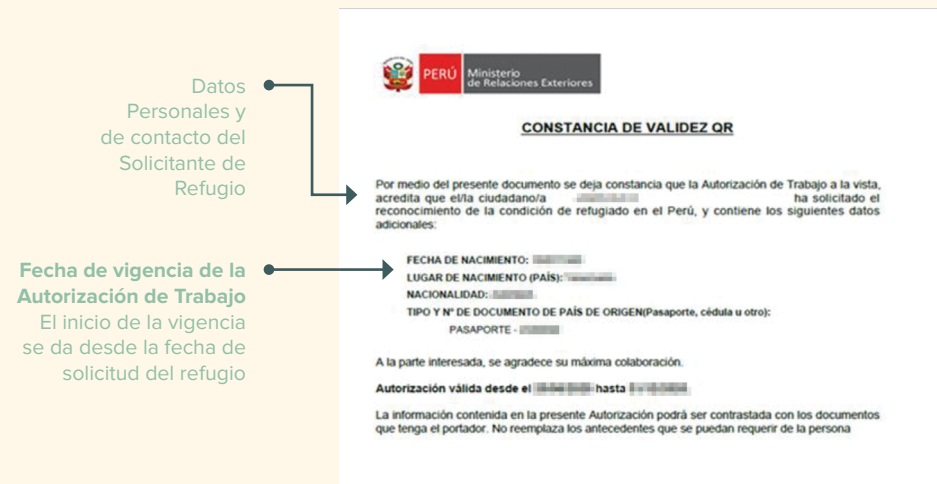 Datos
Personales y
de contacto del
Solicitante de
Refugio
Fecha de vigencia de la
Autorización de Trabajo
El inicio de la vigencia
se da desde la fecha de
solicitud del refugio
PERÚ
Ministerio
de Relaciones Exteriores
CONSTANCIA DE VALIDEZ QR
Por medio del presente documento se deja constancia que la Autorización de Trabajo a la vista,
acredita que el/la ciudadano/a ha solicitado el
reconocimiento de la condición de refugiado en el Perú, y contiene los siguientes datos
adicionales:
FECHA DE NACIMIENTO:
LUGAR DE NACIMIENTO (PAÍS):
NACIONALIDAD:
TIPO Y Nº DE DOCUMENTO DE PAÍS DE ORIGEN(Pasaporte, cédula u otro):
PASAPORTE -
A la parte interesada, se agradece su máxima colaboración.
Autorización válida desde el hasta
La información contenida en la presente Autorización podrá ser contrastada con los documentos
que tenga el portador. No reemplaza los antecedentes que se puedan requerir de la persona